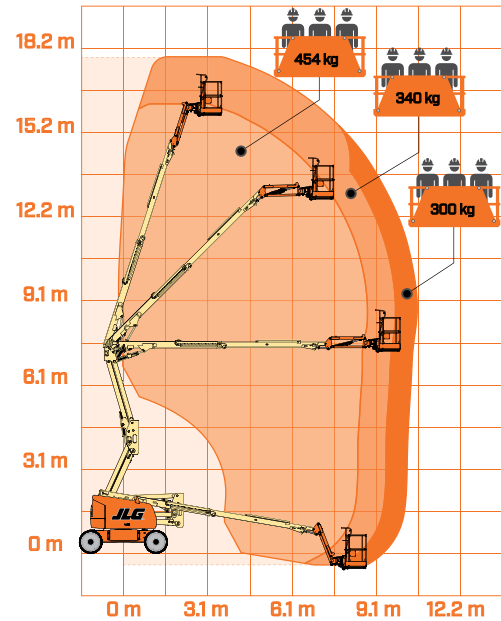 18.2 m
454 kg
340 kg
15.2 m
12.2 m
300 kg
9.1 m
6.1 m
3.1 m
JLG
0 m
0 m
3.1 m
6.1 m
9.1 m
12.2 m